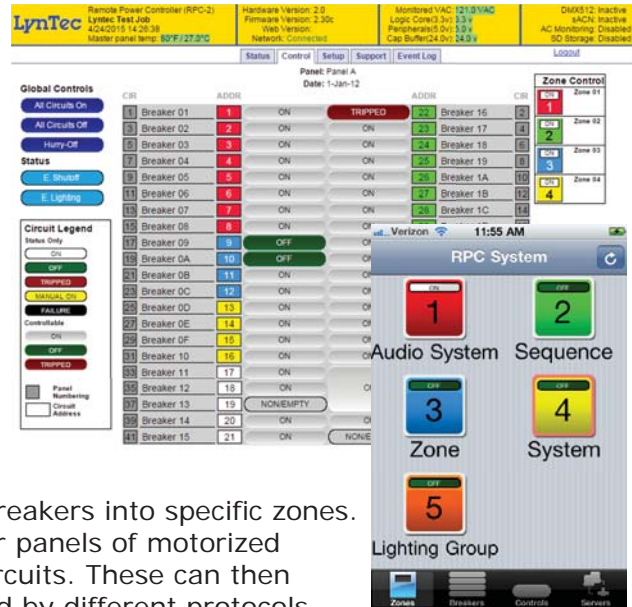 LynTec
Remote Power Controller (RPC-2)
Lyntec Test Job
4/24/2015 14:26:38
Master panel temp: 80°F/27.0°C
Hardware Version: 2.0
Firmware Version: 2.30c
Web Version:
Network: Connected
Monitored VAC: 121.0 VAC
Logic Core(3.3v): 3.3 v
Peripherals(5.0v): 5.0 v
Cap Buffer(24.0v): 24.0 v
DMX512: Inactive
sACN: Inactive
AC Monitoring: Disabled
SD Storage: Disabled
Status Control Setup Support Event Log
Logout
Panel: Panel A
Date: 1-Jan-12
Global Controls
All Circuits On
All Circuits Off
Hurry-Off
Status
E. Shutoff
E. Lighting
Circuit Legend
Status Only
ON
OFF
TRIPPED
MANUAL ON
FAILURE
Controllable
ON
OFF
TRIPPED
Panel Numbering
Circuit Address
CIR ADDR ADDR CIR
1 Breaker 01 1 ON TRIPPED 22 Breaker 16 2
3 Breaker 02 2 ON ON 23 Breaker 17 4
5 Breaker 03 3 ON ON 24 Breaker 18 6
7 Breaker 04 4 ON ON 25 Breaker 19 8
9 Breaker 05 5 ON ON 26 Breaker 1A 10
11 Breaker 06 6 ON ON 27 Breaker 1B 12
13 Breaker 07 7 ON ON 28 Breaker 1C 14
15 Breaker 08 8 ON
17 Breaker 09 9 OFF
19 Breaker 0A 10 OFF
21 Breaker 0B 11 ON
23 Breaker 0C 12 ON
25 Breaker 0D 13 ON
27 Breaker 0E 14 ON
29 Breaker 0F 15 ON
31 Breaker 10 16 ON
33 Breaker 11 17 ON
35 Breaker 12 18 ON
37 Breaker 13 19 NON/EMPTY
39 Breaker 14 20 ON
41 Breaker 15 21 ON
Zone Control
ON 1 Zone 01
ON 2 Zone 02
ON 3 Zone 03
ON 4 Zone 04
Verizon 11:55 AM
RPC System
ON 1
Audio System
OFF 2
Sequence
OFF 3
Zone
OFF 4
System
OFF 5
Lighting Group
Zones Breakers Controls Servers
breakers into specific zones.
panels of motorized
These can then
by different protocols